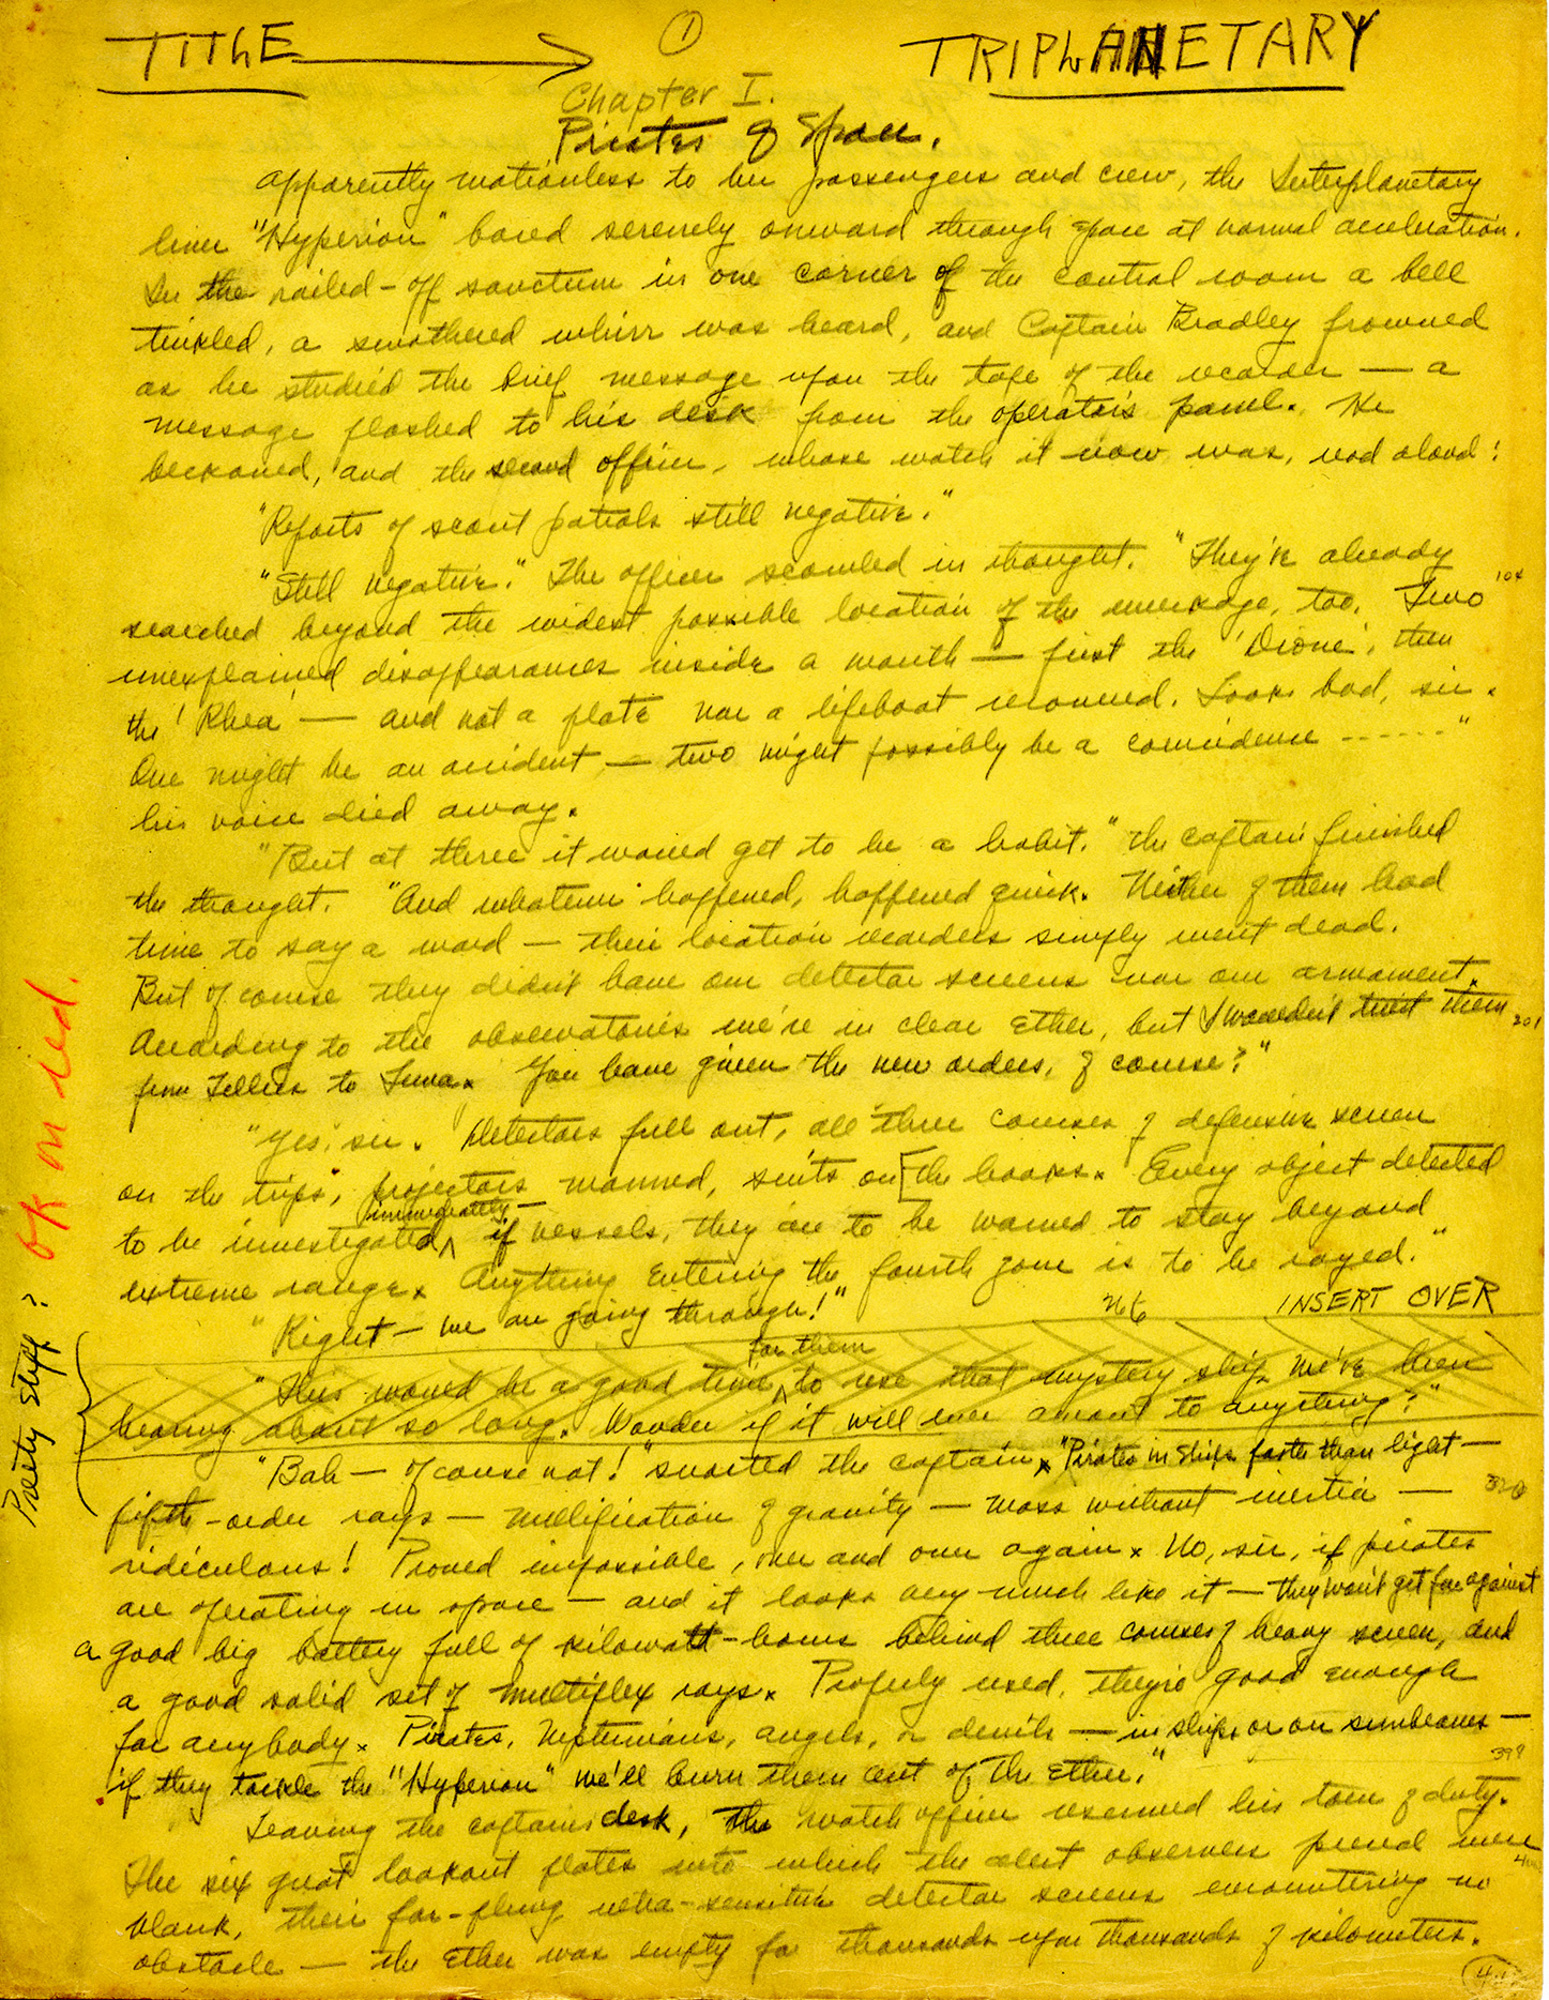 TITLE → ① TRIPLANETARY
Chapter I.
Pirates of Space.
Apparently motionless to her passengers and crew, the Interplanetary
liner "Hyperion" bored serenely onward through space at normal acceleration.
In the railed-off sanctum in one corner of the control room a bell
tinkled, a smothered whirr was heard, and Captain Bradley frowned
as he studied the brief message upon the tape of the recorder — a
message flashed to his desk from the operator's panel. He
beckoned, and the second officer, whose watch it now was, read aloud:
"Reports of scout patrols still negative."
"Still negative." The officer scowled in thought. "They've already
104
searched beyond the widest possible location of the wreckage, too. Two
unexplained disappearances inside a month — first the 'Dione', then
the 'Rhea' — and not a plate nor a lifeboat recovered. Looks bad, sir.
One might be an accident, — two might possibly be a coincidence ......"
his voice died away.
"But at three it would get to be a habit." the captain finished
the thought. "And whatever happened, happened quick. Neither of them had
time to say a word — their location recorders simply went dead.
But of course they didn't have our detector screens nor our armament.
According to the observatories we're in clear ether, but I wouldn't trust them
201
from Tellus to Luna. You have given the new orders, of course?"
"Yes, sir. Detectors full out, all three courses of defensive screen
on the trips, projectors manned, suits on [the hooks. Every object detected
immediately —
to be investigated ^ if vessels, they are to be warned to stay beyond
extreme range. Anything entering the fourth zone is to be rayed."
"Right — we are going through!" INSERT OVER
for them
"This would be a good time ^ to use that mystery ship we've been
hearing about so long. Wonder if it will ever amount to anything?"
"Bah — of course not!" snorted the captain. "Pirates in ships faster than light —
320
fifth-order rays — nullification of gravity — mass without inertia —
ridiculous! Proved impossible, over and over again. No, sir, if pirates
are operating in space — and it looks very much like it — they won't get far against
a good big battery full of kilowatt-hours behind three courses of heavy screen, and
a good solid set of multiplex rays. Properly used, they're good enough
for anybody. Pirates, Neptunians, angels, or devils — in ships or on sunbeams —
399
if they tackle the "Hyperion" we'll burn them out of the ether."
Leaving the captain's desk, the watch officer resumed his tour of duty.
The six great lookout plates into which the alert observers peered were
blank, their far-flung ultra-sensitive detector screens encountering no
obstacle — the ether was empty for thousands upon thousands of kilometers.
OK on red.
Pretty Stiff?